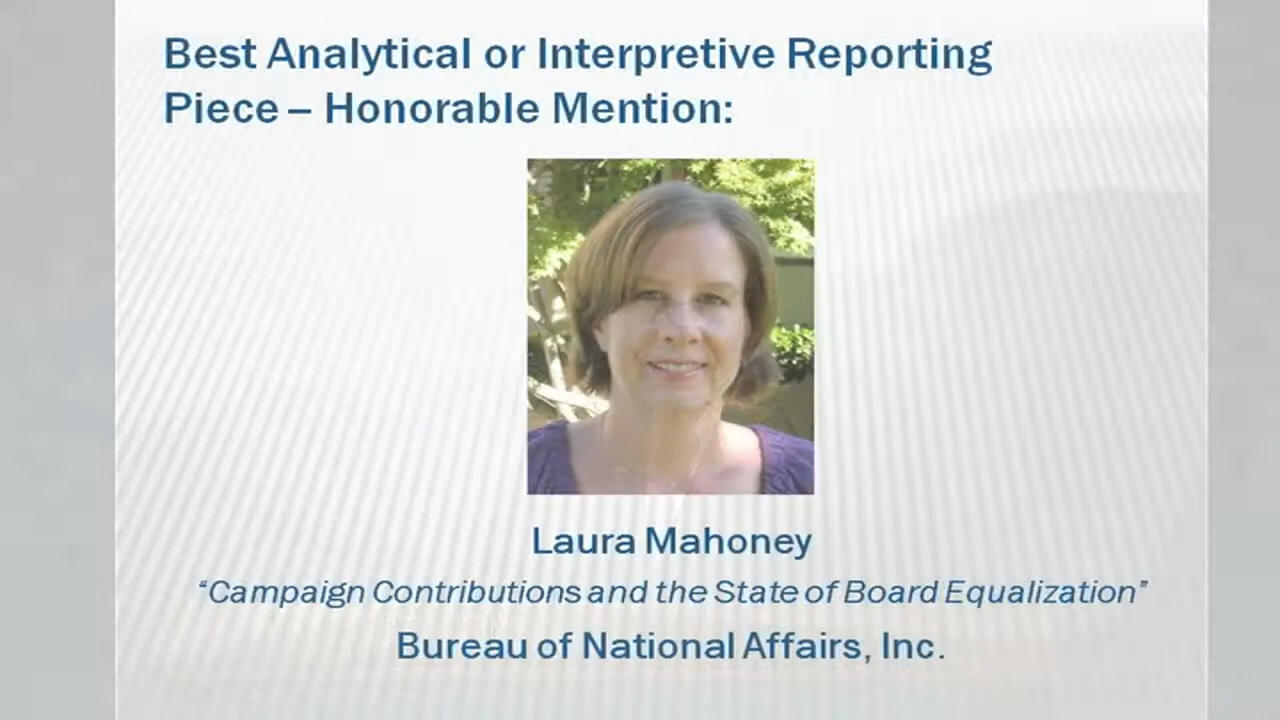 Best Analytical or Interpretive Reporting
Piece – Honorable Mention:
Laura Mahoney
“Campaign Contributions and the State of Board Equalization”
Bureau of National Affairs, Inc.